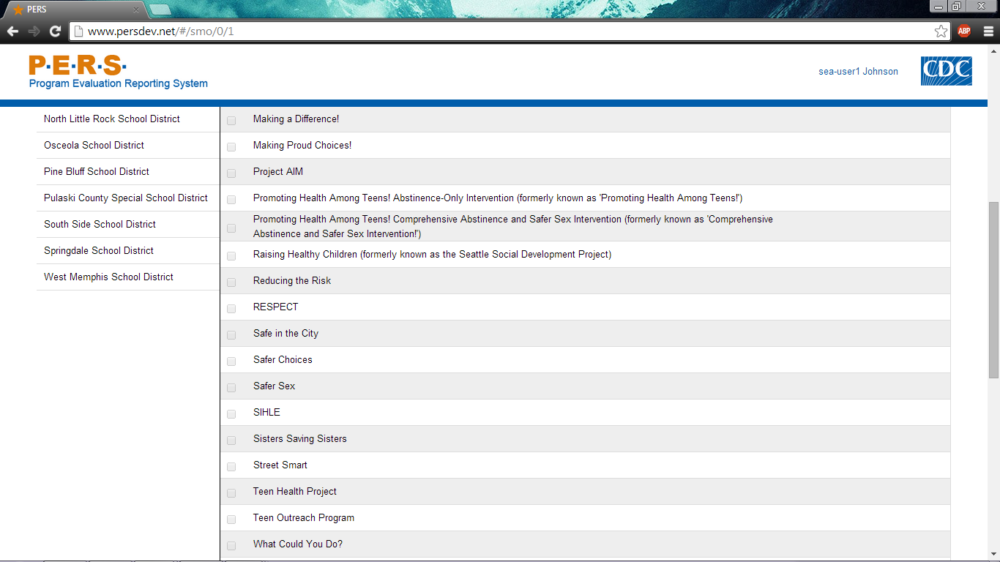 PERS
www.persdev.net/#/smo/0/1
ABP
P·E·R·S·
Program Evaluation Reporting System
sea-user1 Johnson
CDC
North Little Rock School District
Osceola School District
Pine Bluff School District
Pulaski County Special School District
South Side School District
Springdale School District
West Memphis School District
Making a Difference!
Making Proud Choices!
Project AIM
Promoting Health Among Teens! Abstinence-Only Intervention (formerly known as 'Promoting Health Among Teens!')
Promoting Health Among Teens! Comprehensive Abstinence and Safer Sex Intervention (formerly known as 'Comprehensive
Abstinence and Safer Sex Intervention!')
Raising Healthy Children (formerly known as the Seattle Social Development Project)
Reducing the Risk
RESPECT
Safe in the City
Safer Choices
Safer Sex
SIHLE
Sisters Saving Sisters
Street Smart
Teen Health Project
Teen Outreach Program
What Could You Do?